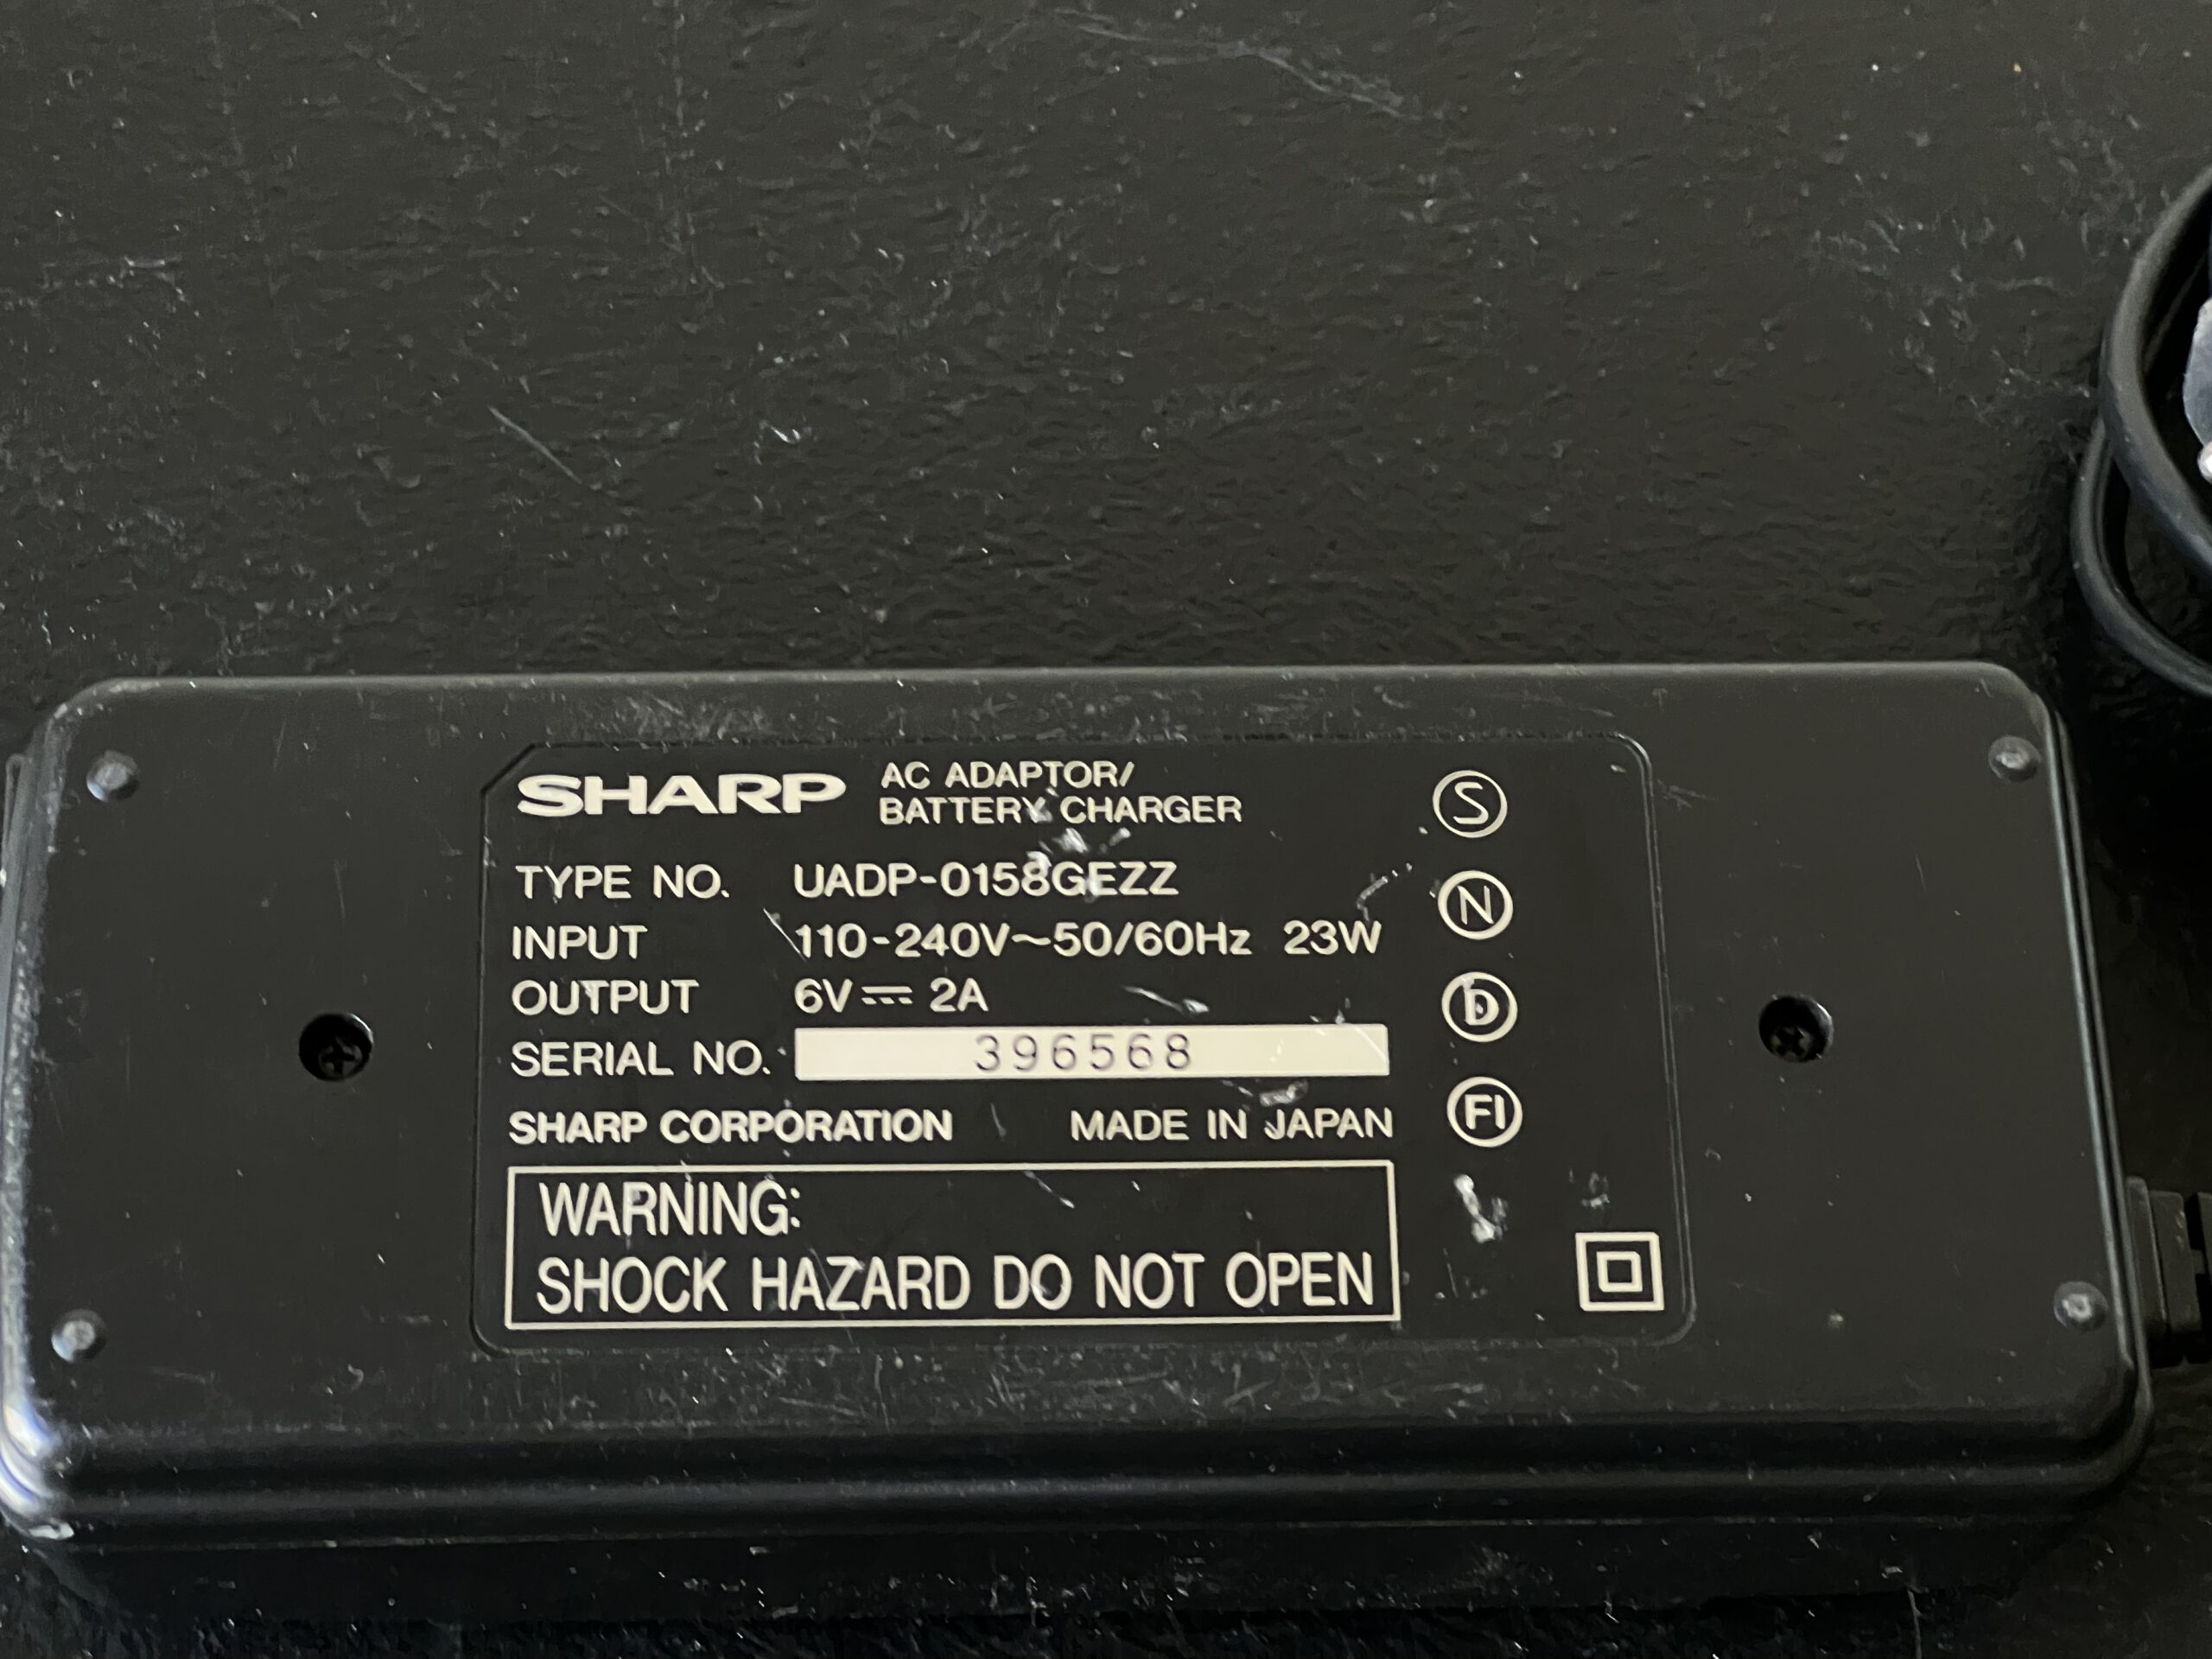 SHARP AC ADAPTOR/
BATTERY CHARGER
TYPE NO. UADP-0158GEZZ
INPUT 110-240V~50/60Hz 23W
OUTPUT 6V⎓ 2A
SERIAL NO. 396568
SHARP CORPORATION MADE IN JAPAN
WARNING:
SHOCK HAZARD DO NOT OPEN
S
N
D
FI